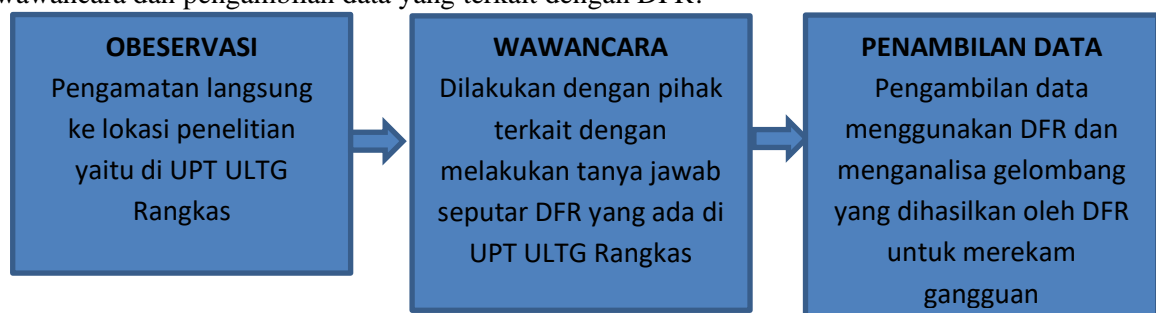 wawancara dan pengambilan data yang terkait dengan DFR.
OBESERVASI
Pengamatan langsung
ke lokasi penelitian
yaitu di UPT ULTG
Rangkas
WAWANCARA
Dilakukan dengan pihak
terkait dengan
melakukan tanya jawab
seputar DFR yang ada di
UPT ULTG Rangkas
PENAMBILAN DATA
Pengambilan data
menggunakan DFR dan
menganalisa gelombang
yang dihasilkan oleh DFR
untuk merekam
gangguan